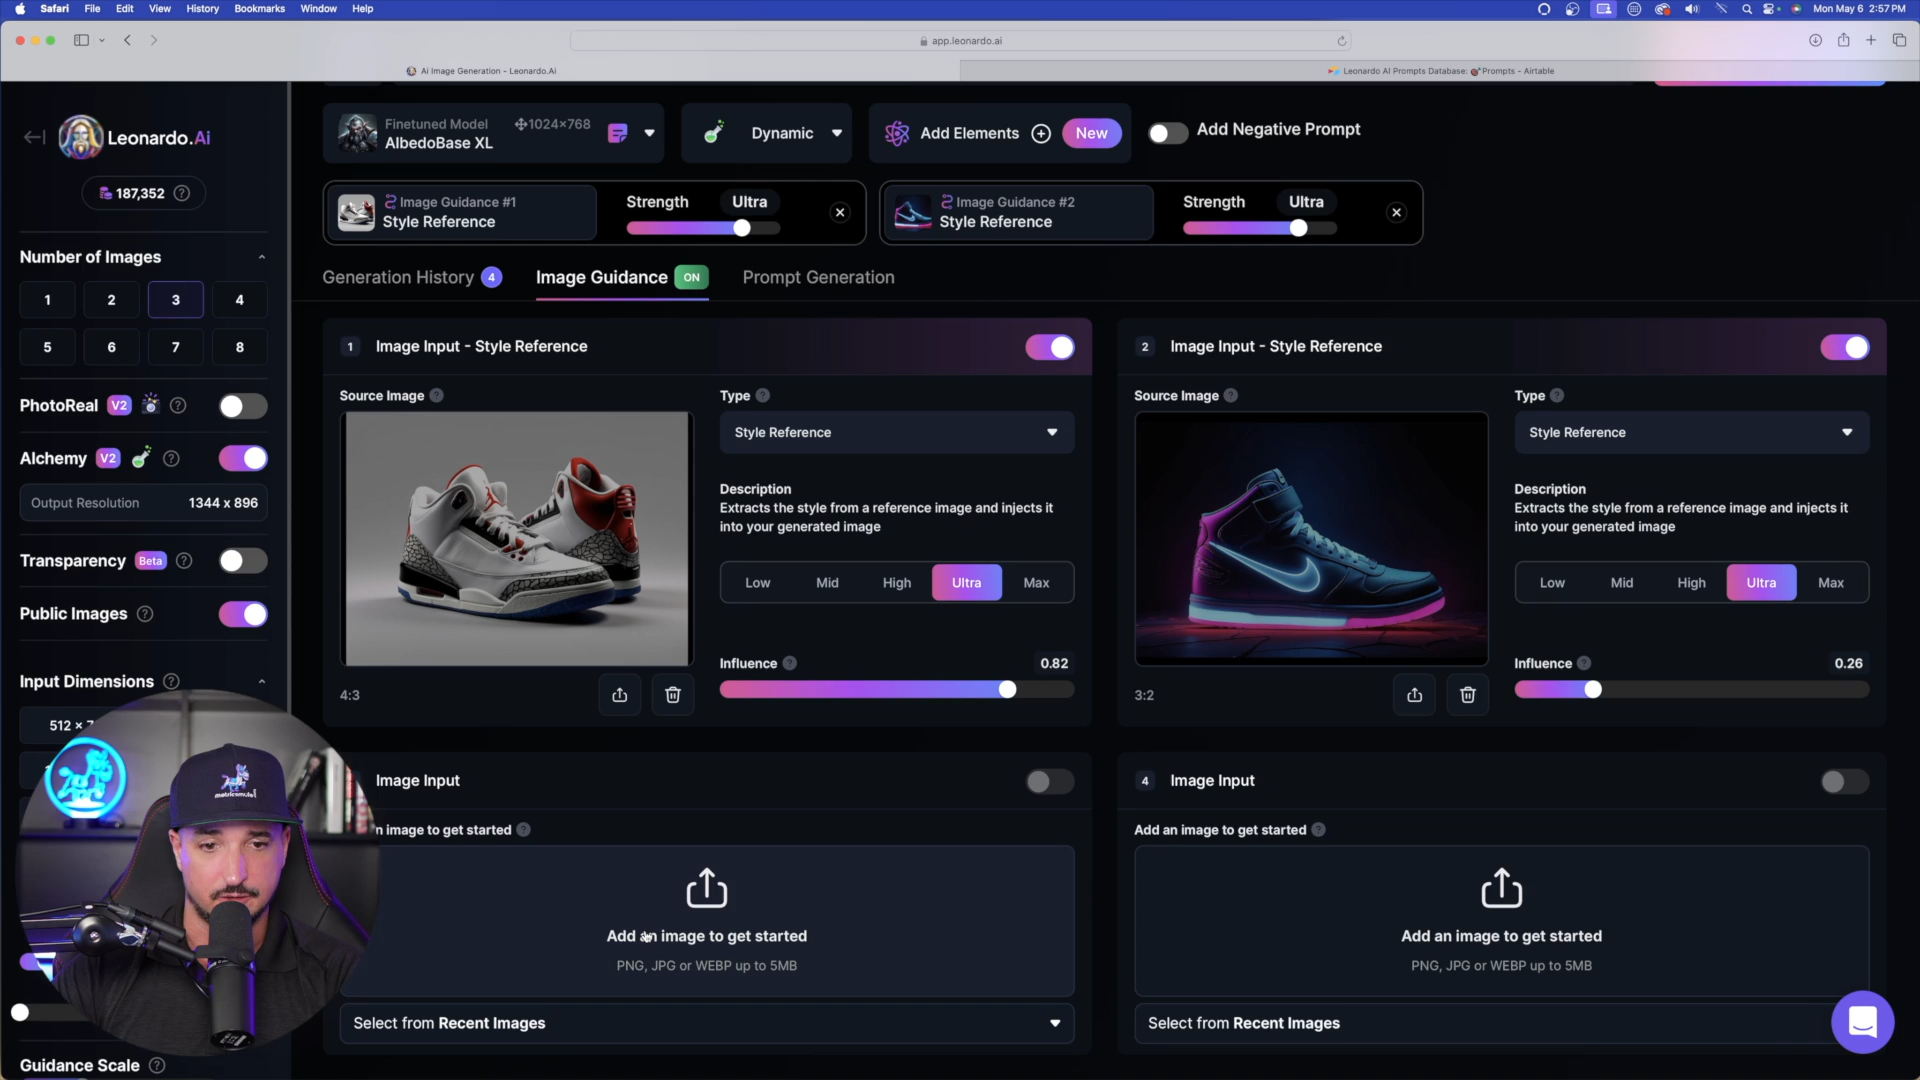 Safari File Edit View History Bookmarks Window Help
Mon May 6 2:57 PM
app.leonardo.ai
Ai Image Generation - Leonardo.Ai
Leonardo AI Prompts Database: Prompts - Airtable
Leonardo.Ai
187,352
Finetuned Model
1024×768
AlbedoBase XL
Dynamic
Add Elements
New
Add Negative Prompt
Image Guidance #1
Style Reference
Strength Ultra
Image Guidance #2
Style Reference
Strength Ultra
Generation History 4
Image Guidance ON
Prompt Generation
Number of Images
1 2 3 4
5 6 7 8
PhotoReal V2
Alchemy V2
Output Resolution 1344 x 896
Transparency Beta
Public Images
Input Dimensions
512 × 7
Guidance Scale
1 Image Input - Style Reference
Source Image
4:3
Type
Style Reference
Description
Extracts the style from a reference image and injects it
into your generated image
Low Mid High Ultra Max
Influence 0.82
2 Image Input - Style Reference
Source Image
3:2
Type
Style Reference
Description
Extracts the style from a reference image and injects it
into your generated image
Low Mid High Ultra Max
Influence 0.26
Image Input
n image to get started
Add an image to get started
PNG, JPG or WEBP up to 5MB
Select from Recent Images
4 Image Input
Add an image to get started
Add an image to get started
PNG, JPG or WEBP up to 5MB
Select from Recent Images